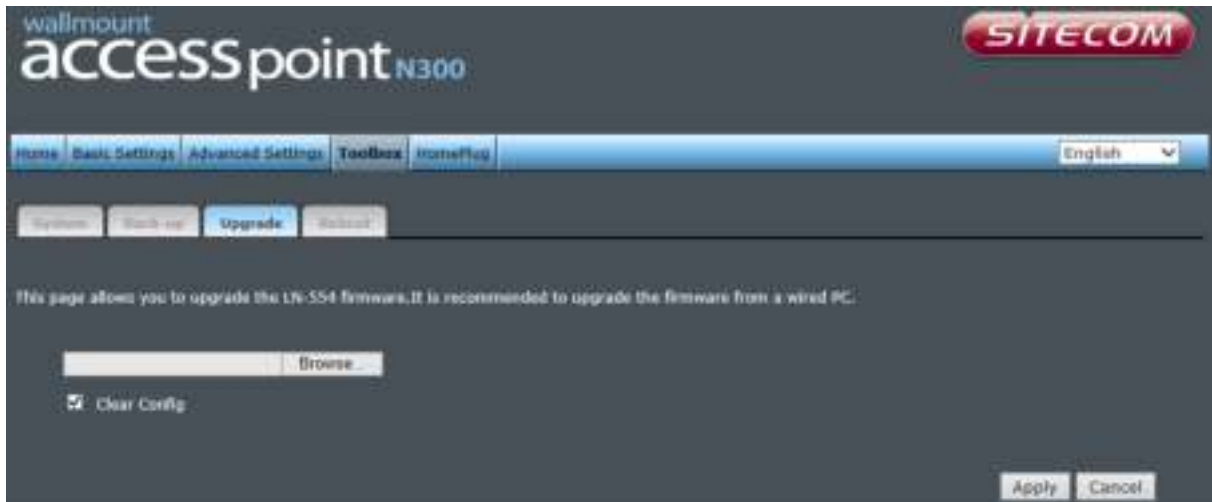 wallmount
accesspoint N300
SITECOM
Home Basic Settings Advanced Settings Toolbox HomePlug English
System Back-up Upgrade Reload
This page allows you to upgrade the LN-554 firmware.It is recommended to upgrade the firmware from a wired PC.
Browse...
Clear Config
Apply Cancel